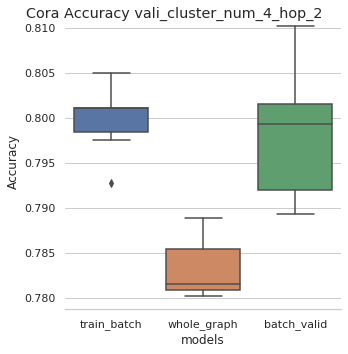 Cora Accuracy vali_cluster_num_4_hop_2
0.810
0.805
0.800
0.795
0.790
0.785
0.780
Accuracy
train_batch whole_graph batch_valid
models